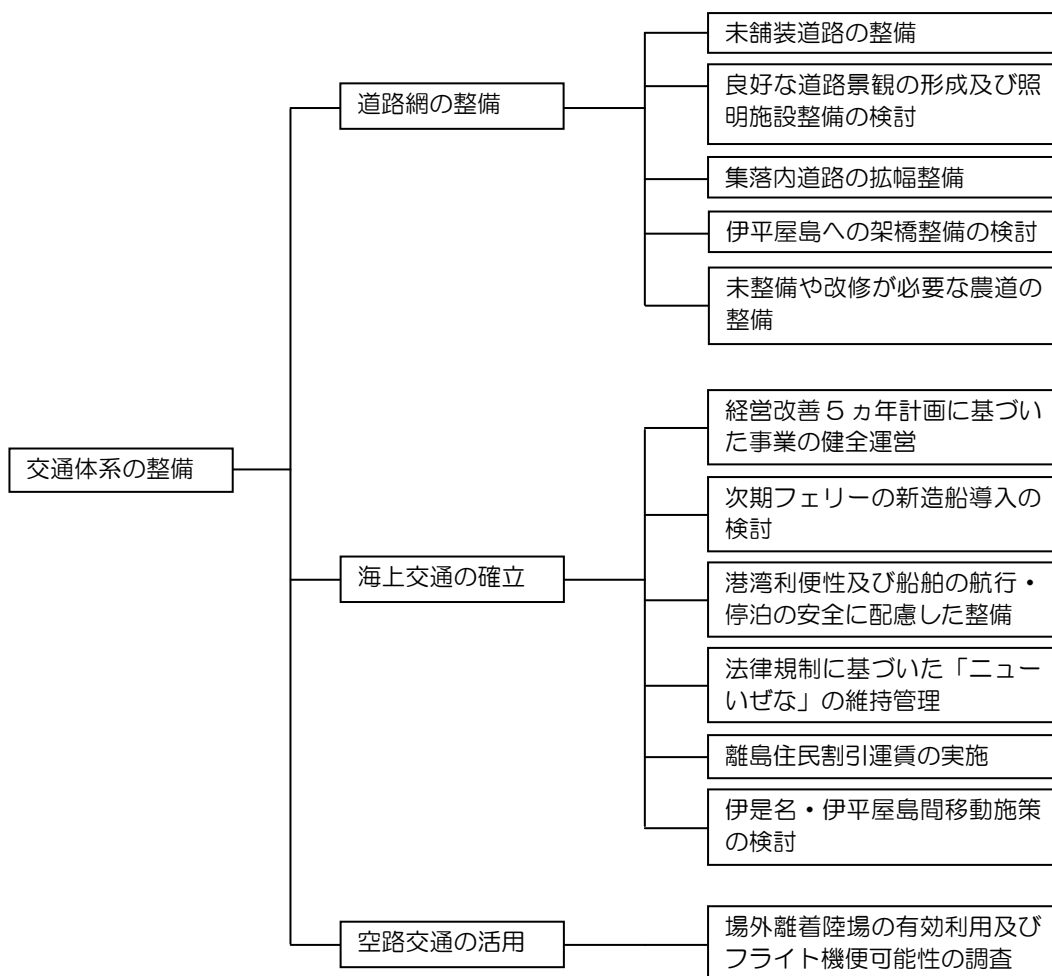 交通体系の整備
道路網の整備
未舗装道路の整備
良好な道路景観の形成及び照
明施設整備の検討
集落内道路の拡幅整備
伊平屋島への架橋整備の検討
未整備や改修が必要な農道の
整備
海上交通の確立
経営改善5ヵ年計画に基づい
た事業の健全運営
次期フェリーの新造船導入の
検討
港湾利便性及び船舶の航行・
停泊の安全に配慮した整備
法律規制に基づいた「ニュー
いぜな」の維持管理
離島住民割引運賃の実施
伊是名・伊平屋島間移動施策
の検討
空路交通の活用
場外離着陸場の有効利用及び
フライト機便可能性の調査